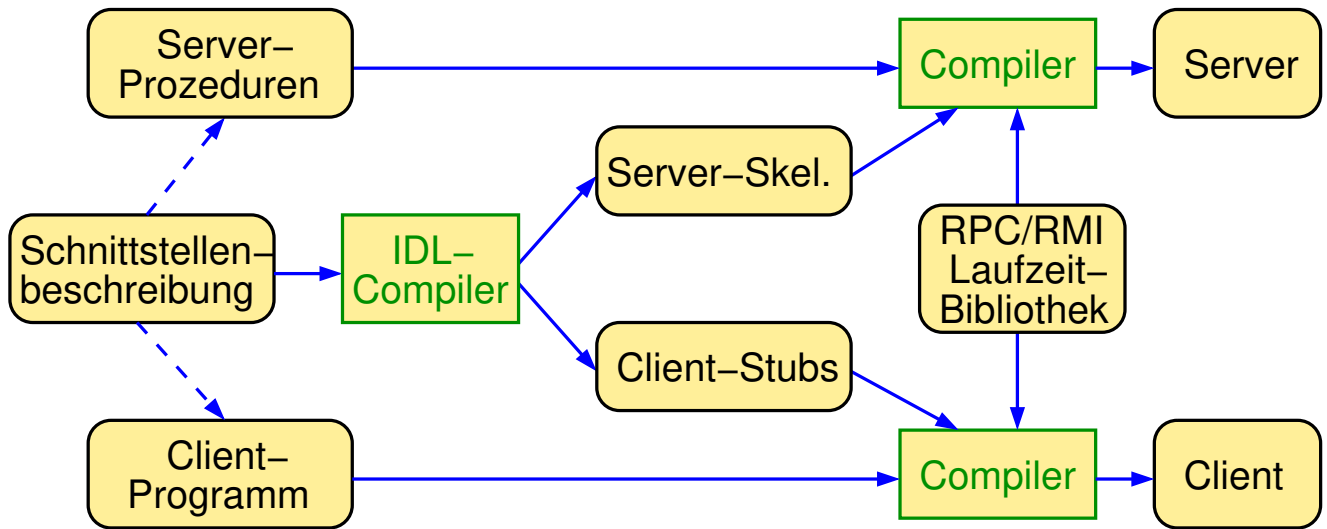 Server–
Prozeduren
Compiler
Server
Server–Skel.
Schnittstellen–
beschreibung
IDL–
Compiler
RPC/RMI
Laufzeit–
Bibliothek
Client–Stubs
Client–
Programm
Compiler
Client